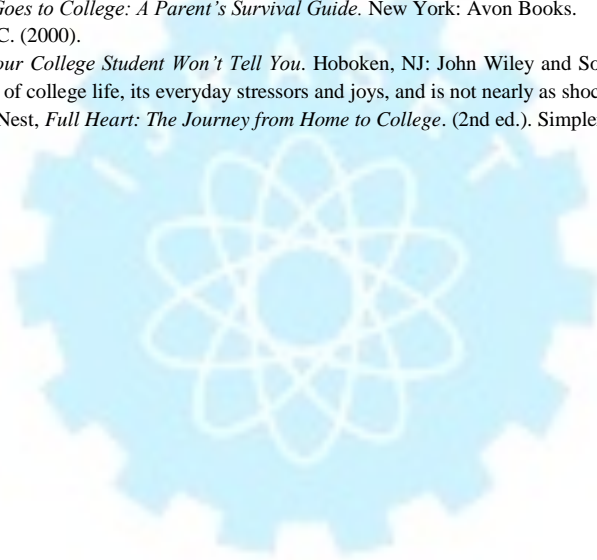 Goes to College: A Parent's Survival Guide. New York: Avon Books.
C. (2000).
our College Student Won't Tell You. Hoboken, NJ: John Wiley and So
of college life, its everyday stressors and joys, and is not nearly as shoc
Nest, Full Heart: The Journey from Home to College. (2nd ed.). Simple
IJRASET